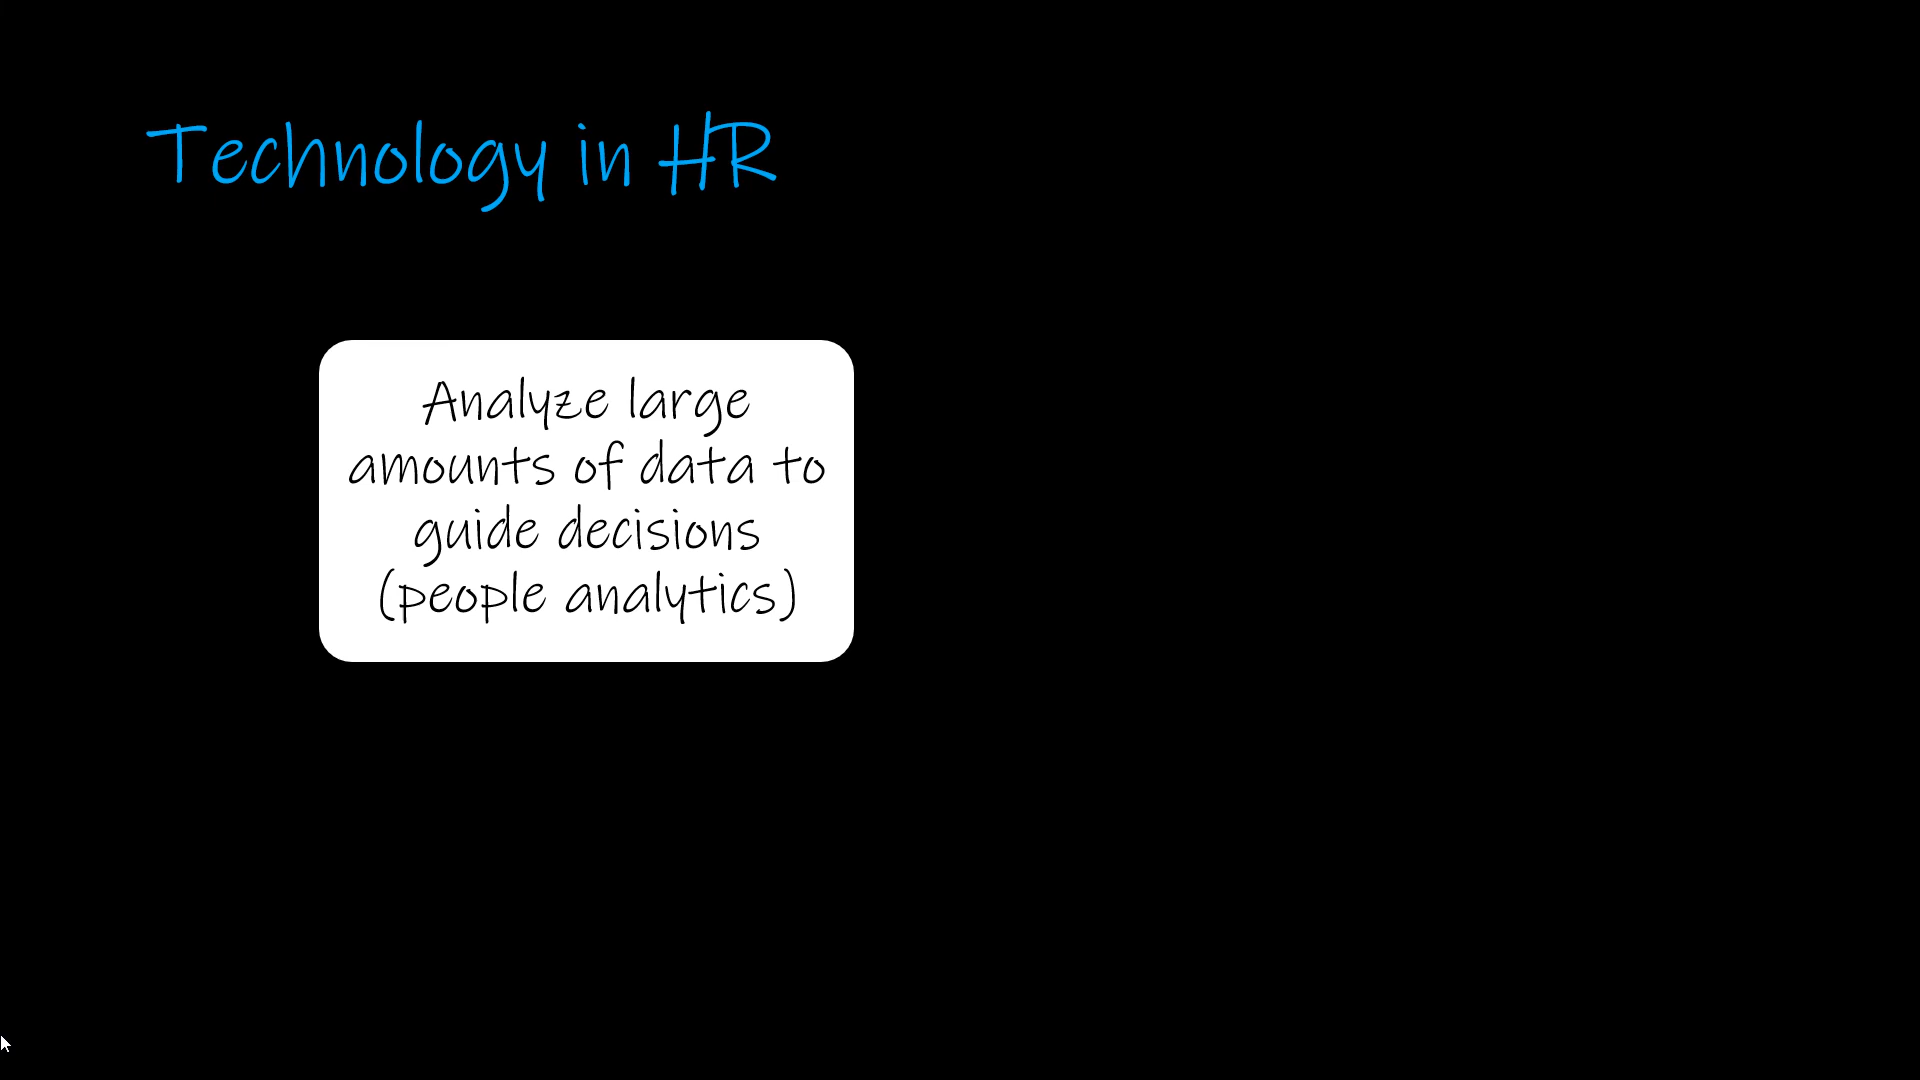 Technology in HR
Analyze large
amounts of data to
guide decisions
(people analytics)